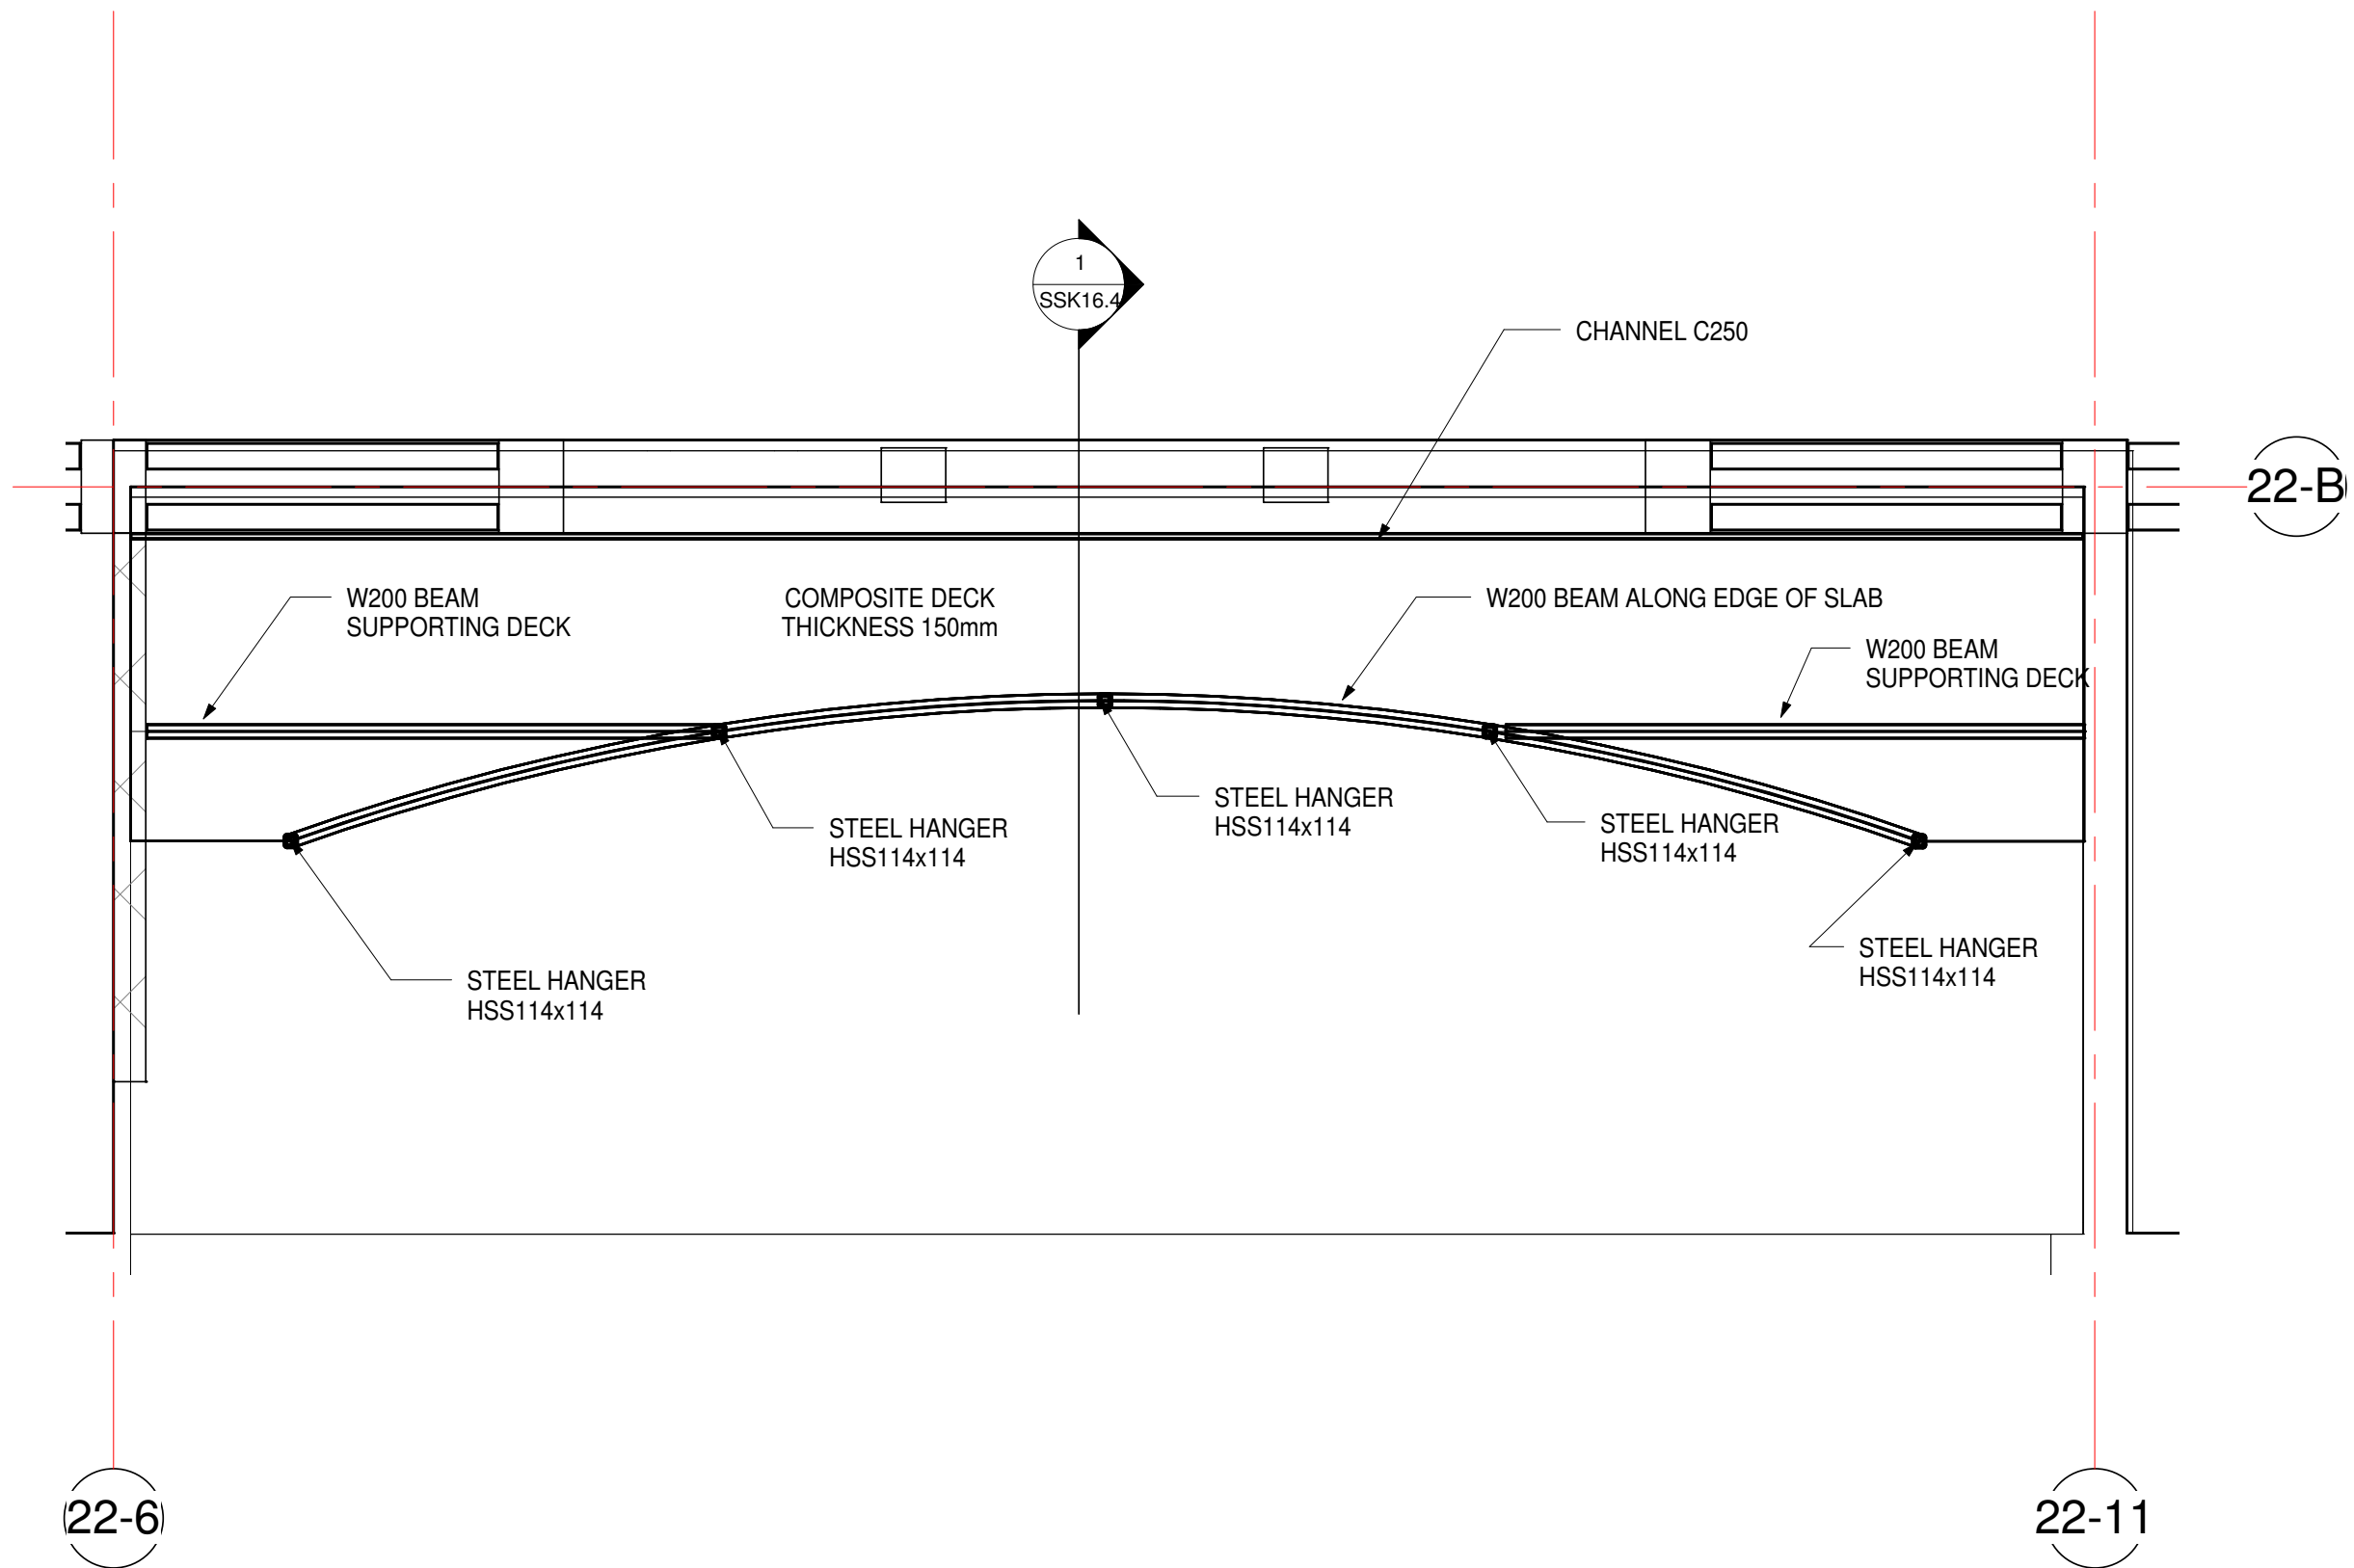 1
SSK16.4
CHANNEL C250
22-B
W200 BEAM
SUPPORTING DECK
COMPOSITE DECK
THICKNESS 150mm
W200 BEAM ALONG EDGE OF SLAB
W200 BEAM
SUPPORTING DECK
STEEL HANGER
HSS114x114
STEEL HANGER
HSS114x114
STEEL HANGER
HSS114x114
STEEL HANGER
HSS114x114
STEEL HANGER
HSS114x114
22-6
22-11